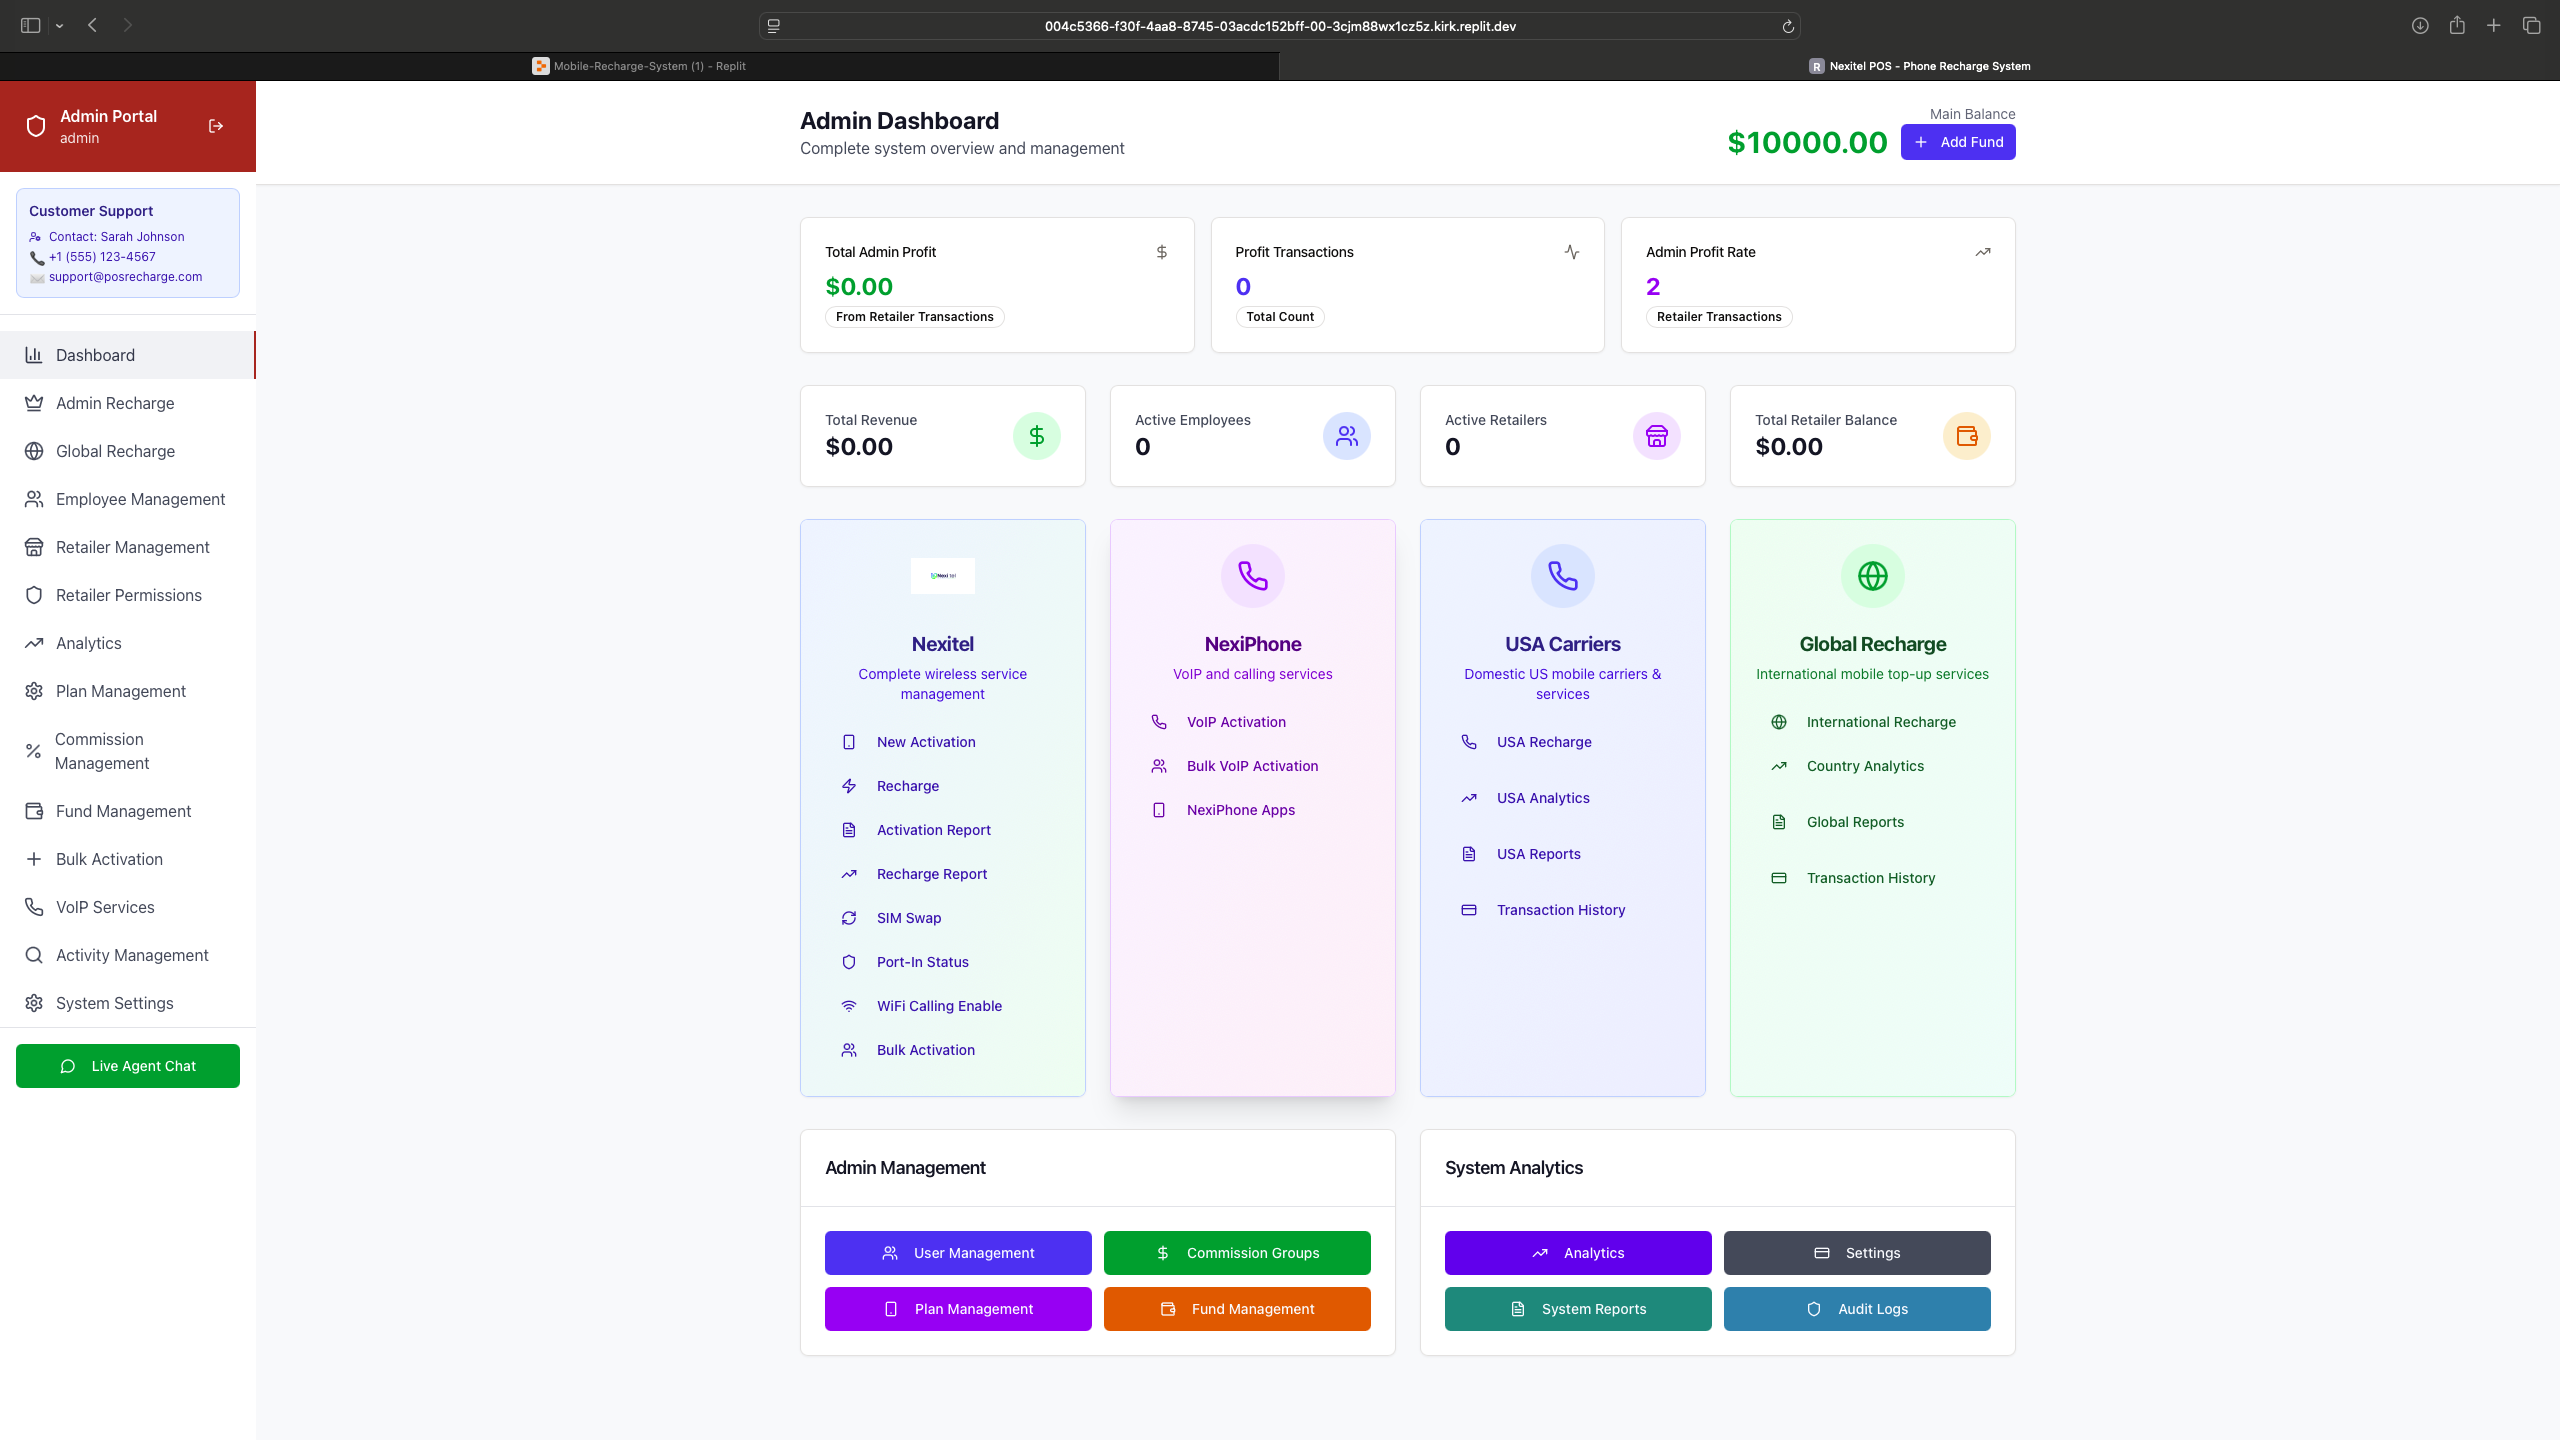 004c5366-f30f-4aa8-8745-03acdc152bff-00-3cjm88wx1cz5z.kirk.replit.dev
Mobile-Recharge-System (1) - Replit
R Nexitel POS - Phone Recharge System
Admin Portal
admin
Customer Support
Contact: Sarah Johnson
+1 (555) 123-4567
support@posrecharge.com
Dashboard
Admin Recharge
Global Recharge
Employee Management
Retailer Management
Retailer Permissions
Analytics
Plan Management
Commission
Management
Fund Management
Bulk Activation
VoIP Services
Activity Management
System Settings
Live Agent Chat
Admin Dashboard
Complete system overview and management
Main Balance
$10000.00
Add Fund
Total Admin Profit
$0.00
From Retailer Transactions
Profit Transactions
0
Total Count
Admin Profit Rate
2
Retailer Transactions
Total Revenue
$0.00
Active Employees
0
Active Retailers
0
Total Retailer Balance
$0.00
Nexi tel
Nexitel
Complete wireless service
management
New Activation
Recharge
Activation Report
Recharge Report
SIM Swap
Port-In Status
WiFi Calling Enable
Bulk Activation
NexiPhone
VoIP and calling services
VoIP Activation
Bulk VoIP Activation
NexiPhone Apps
USA Carriers
Domestic US mobile carriers &
services
USA Recharge
USA Analytics
USA Reports
Transaction History
Global Recharge
International mobile top-up services
International Recharge
Country Analytics
Global Reports
Transaction History
Admin Management
User Management
Commission Groups
Plan Management
Fund Management
System Analytics
Analytics
Settings
System Reports
Audit Logs